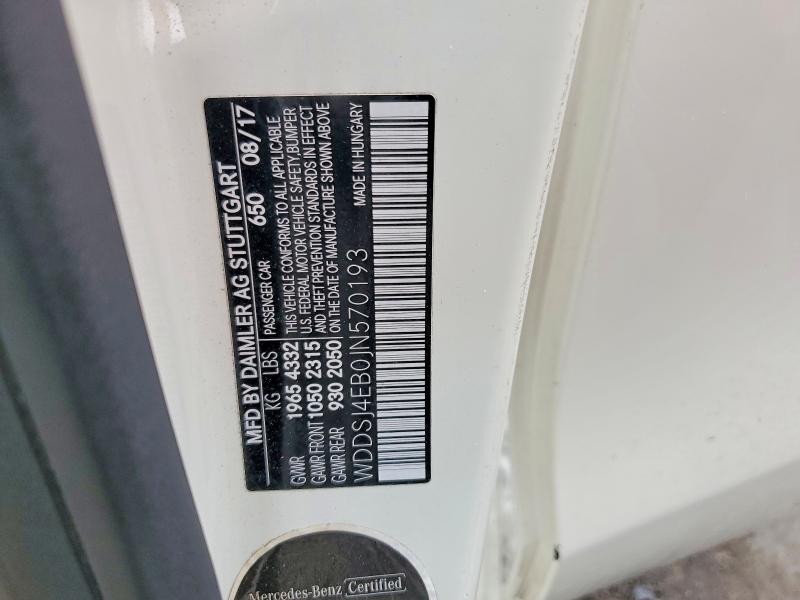 MFD BY DAIMLER AG STUTTGART
KG LBS PASSENGER CAR 650 08/17
GVWR 1965 4332 THIS VEHICLE CONFORMS TO ALL APPLICABLE
GAWR FRONT 1050 2315 U.S. FEDERAL MOTOR VEHICLE SAFETY, BUMPER
GAWR REAR 930 2050 AND THEFT PREVENTION STANDARDS IN EFFECT
ON THE DATE OF MANUFACTURE SHOWN ABOVE
WDDSJ4EB0JN570193 MADE IN HUNGARY
Mercedes-Benz Certified